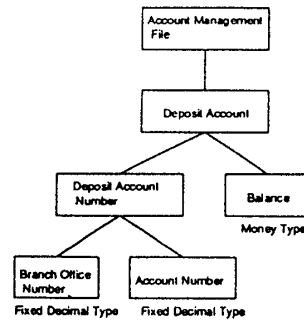 Account Management
File
Deposit Account
Deposit Account
Number
Balance
Money Type
Branch Office
Number
Account Number
Fixed Decimal Type
Fixed Decimal Type